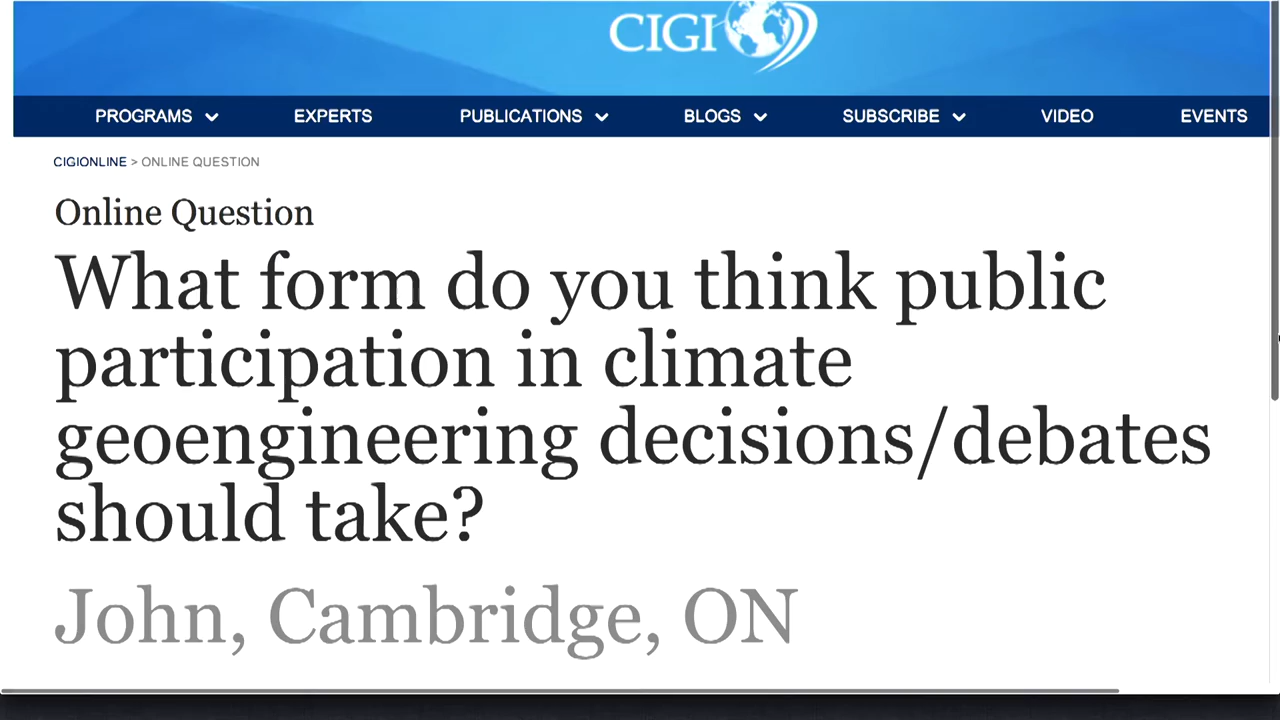 CIGI
PROGRAMS EXPERTS PUBLICATIONS BLOGS SUBSCRIBE VIDEO EVENTS
CIGIONLINE > ONLINE QUESTION
Online Question
What form do you think public
participation in climate
geoengineering decisions/debates
should take?
John, Cambridge, ON